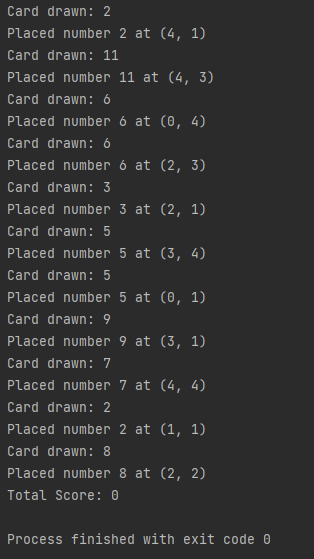 Card drawn: 2
Placed number 2 at (4, 1)
Card drawn: 11
Placed number 11 at (4, 3)
Card drawn: 6
Placed number 6 at (0, 4)
Card drawn: 6
Placed number 6 at (2, 3)
Card drawn: 3
Placed number 3 at (2, 1)
Card drawn: 5
Placed number 5 at (3, 4)
Card drawn: 5
Placed number 5 at (0, 1)
Card drawn: 9
Placed number 9 at (3, 1)
Card drawn: 7
Placed number 7 at (4, 4)
Card drawn: 2
Placed number 2 at (1, 1)
Card drawn: 8
Placed number 8 at (2, 2)
Total Score: 0
Process finished with exit code 0